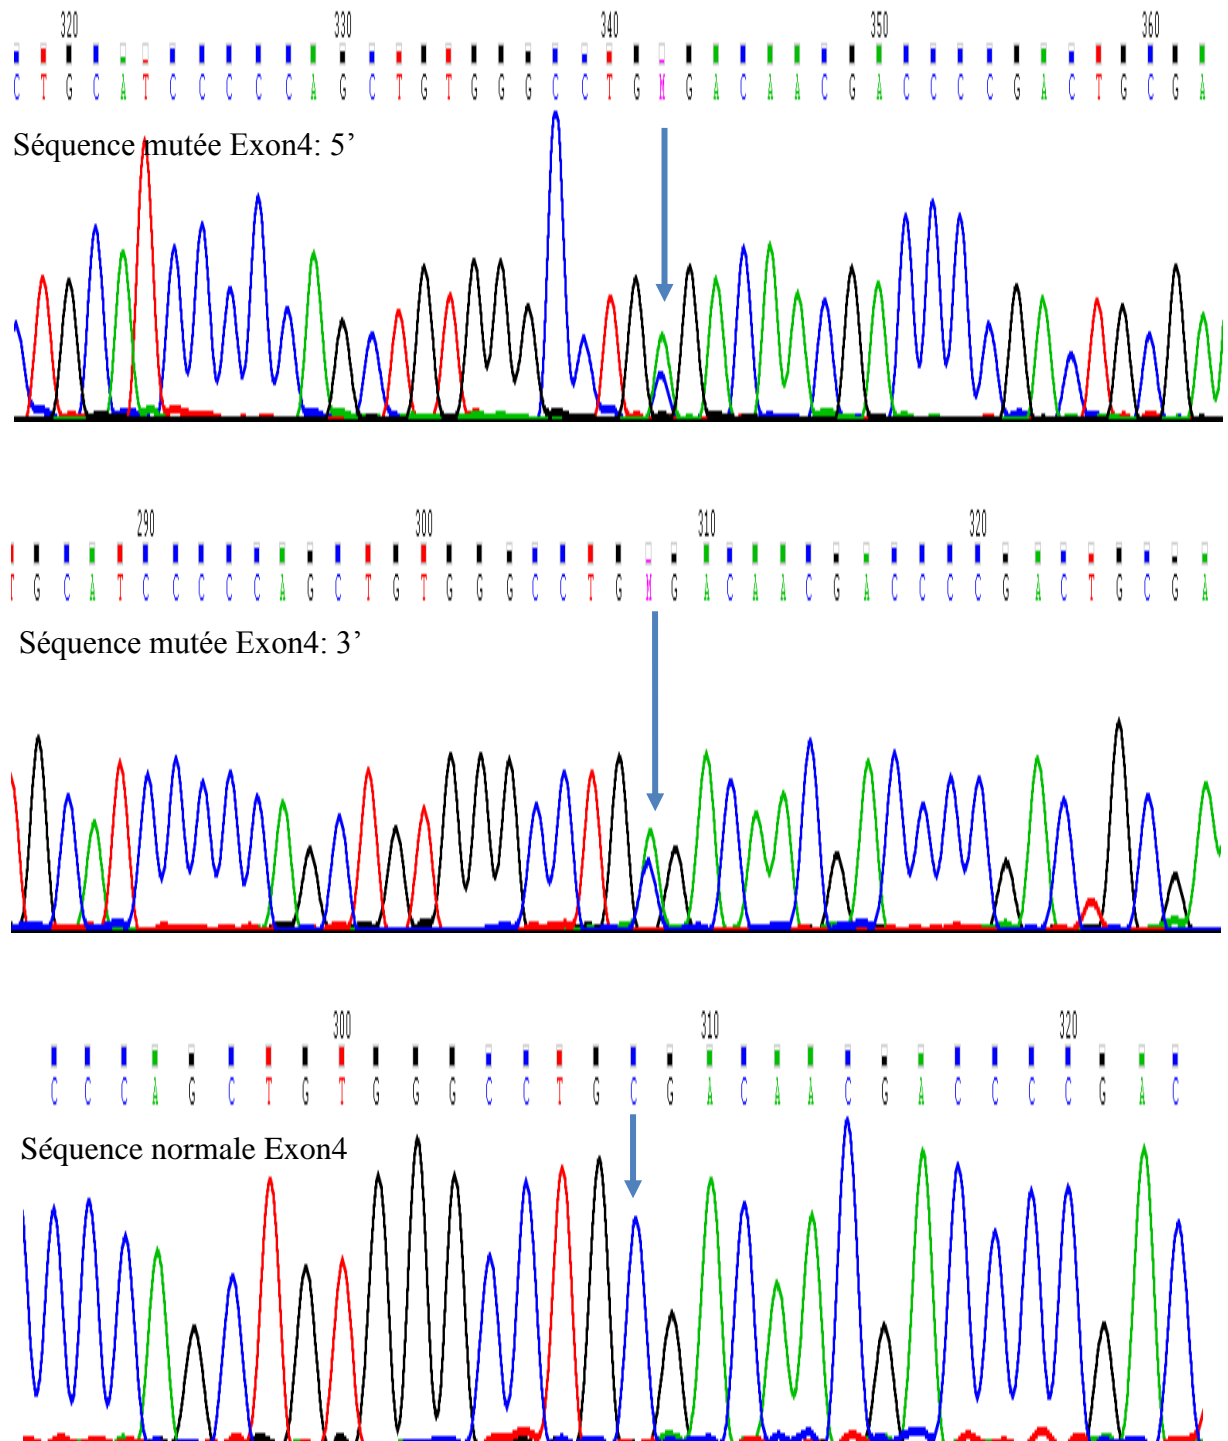 320 330 340 350 360
C T G C A T C C C C C A G C T G T G G G C C T G M G A C A A C G A C C C C G A C T G C G A
Séquence mutée Exon4: 5’
290 300 310 320
T G C A T C C C C C A G C T G T G G G C C T G M G A C A A C G A C C C C G A C T G C G A
Séquence mutée Exon4: 3’
300 310 320
C C C A G C T G T G G G C C T G C G A C A A C G A C C C C G A C
Séquence normale Exon4